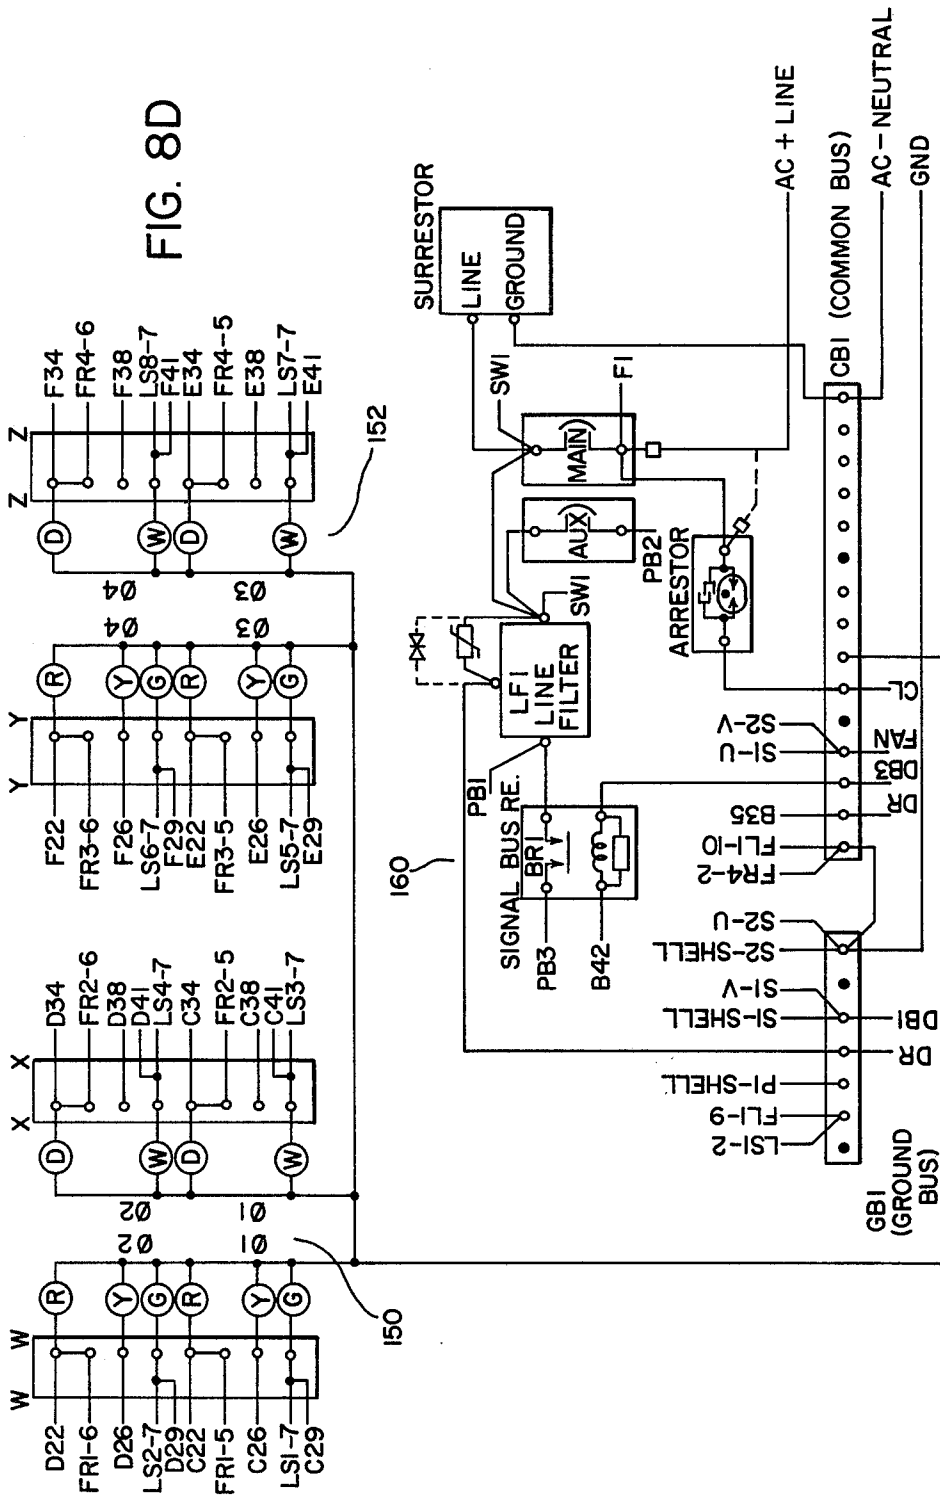 FIG. 8D
W W
D22
FR1-6
D26
LS2-7
D29
C22
FR1-5
C26
LS1-7
C29
R
Y
G
R
Y
G
Ø2
Ø1
150
X X
D
W
D
W
Ø2
Ø1
D34
FR2-6
D38
D41
LS4-7
C34
FR2-5
C38
C41
LS3-7
Y Y
F22
FR3-6
F26
LS6-7
F29
E22
FR3-5
E26
LS5-7
E29
R
Y
G
R
Y
G
Ø4
Ø3
Z Z
D
W
D
W
Ø4
Ø3
F34
FR4-6
F38
LS8-7
F41
E34
FR4-5
E38
LS7-7
E41
152
160
SURRESTOR
LINE
GROUND
SW1
MAIN
F1
AUX
PB2
SW1
LF1
LINE
FILTER
PB1
SIGNAL BUS RE.
BR1
PB3
B42
ARRESTOR
AC + LINE
CB1 (COMMON BUS)
AC - NEUTRAL
GND
CL
S2-V
S1-U
FAN
DB3
DR
B35
FL1-10
FR4-2
S2-U
S2-SHELL
S1-V
S1-SHELL
DB1
DR
P1-SHELL
FL1-9
LS1-2
GB1
(GROUND
BUS)